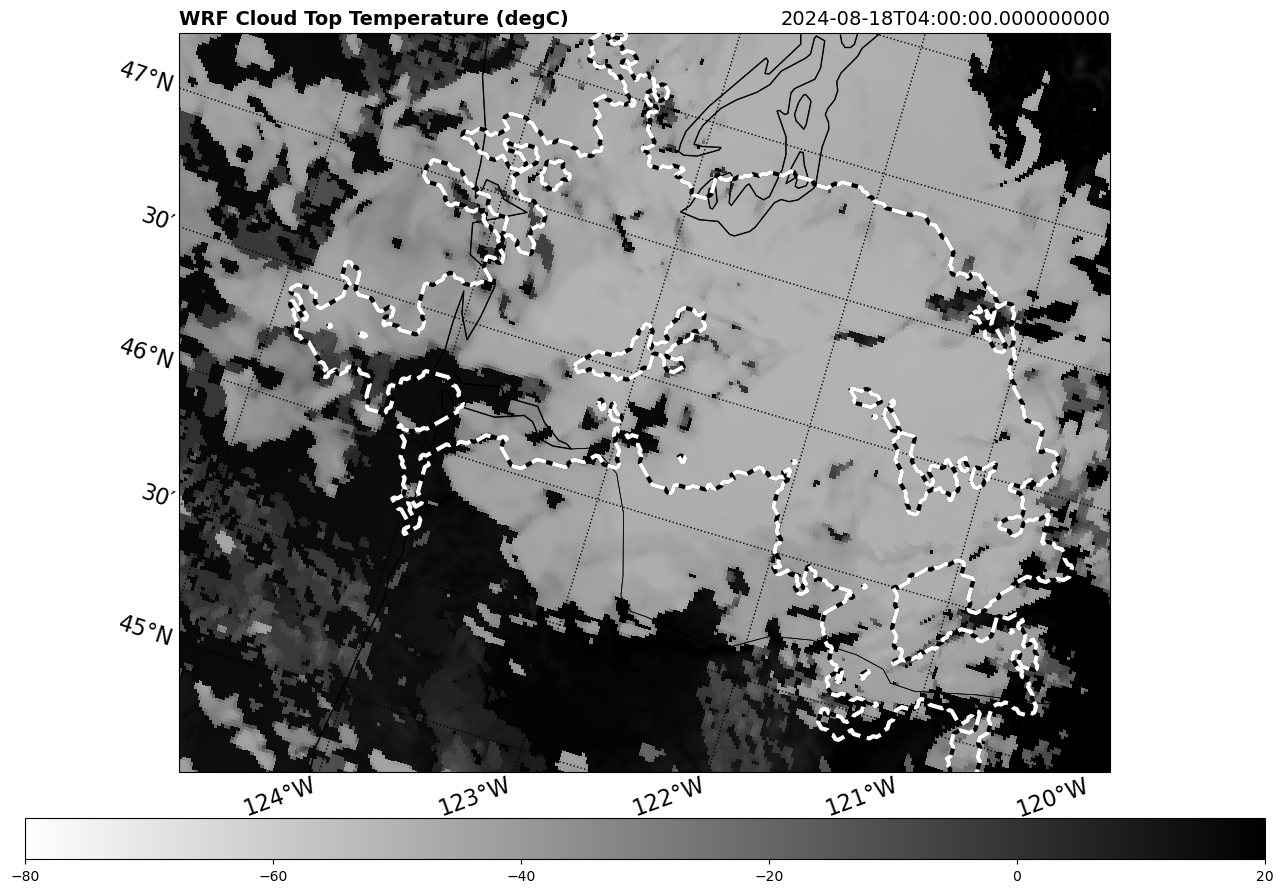 WRF Cloud Top Temperature (degC) 2024-08-18T04:00:00.000000000
47°N
30′
46°N
30′
45°N
124°W 123°W 122°W 121°W 120°W
−80 −60 −40 −20 0 20